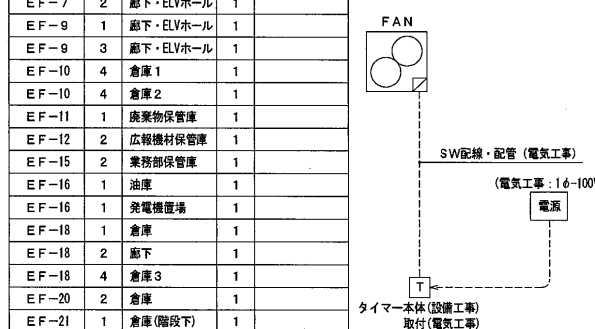 EF-7 2 廊下・ELVホール 1
EF-9 1 廊下・ELVホール 1
EF-9 3 廊下・ELVホール 1
EF-10 4 倉庫1 1
EF-10 4 倉庫2 1
EF-11 1 廃棄物保管庫 1
EF-12 2 広報機材保管庫 1
EF-15 2 業務部保管庫 1
EF-16 1 油庫 1
EF-16 1 発電機置場 1
EF-18 1 倉庫 1
EF-18 2 廊下 1
EF-18 4 倉庫3 1
EF-20 2 倉庫 1
EF-21 1 倉庫(階段下) 1
FAN
SW配線・配管(電気工事)
(電気工事:1φ-100V
電源
T
タイマー本体(設備工事)
取付(電気工事)